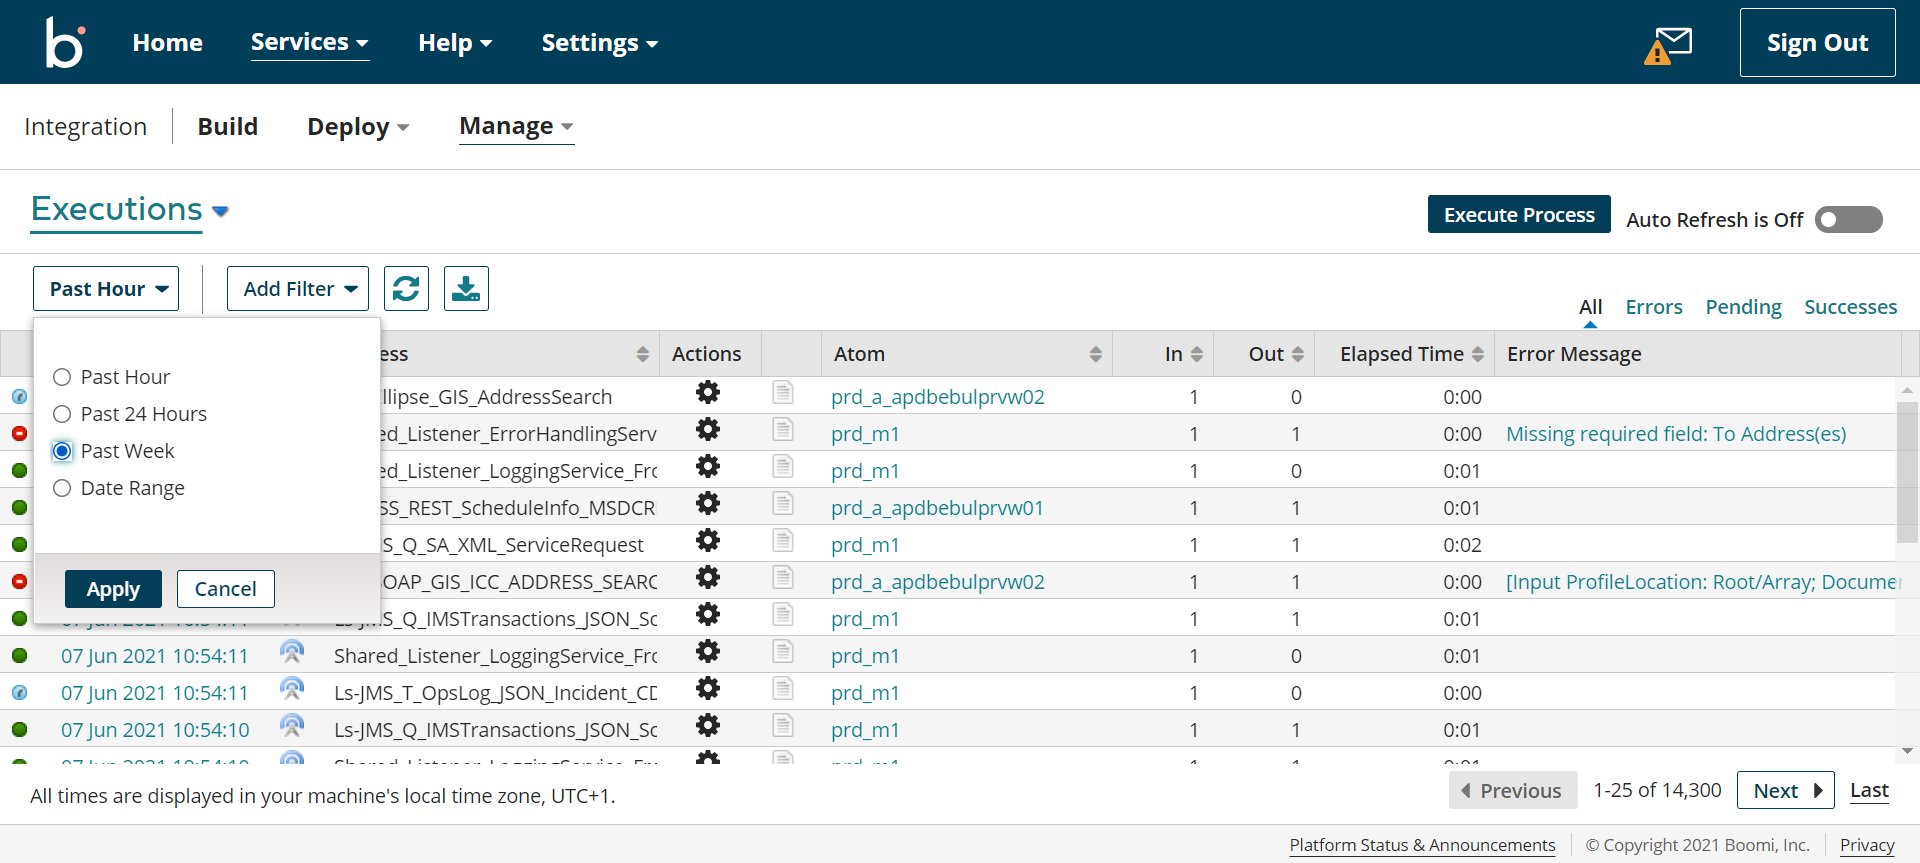 b
Home Services Help Settings Sign Out
Integration Build Deploy Manage
Executions
Execute Process Auto Refresh is Off
Past Hour Add Filter
All Errors Pending Successes
Past Hour
Past 24 Hours
Past Week
Date Range
Apply Cancel
ess Actions Atom In Out Elapsed Time Error Message
llipse_GIS_AddressSearch prd_a_apdbebulprvw02 1 0 0:00
ed_Listener_ErrorHandlingServ prd_m1 1 1 0:00 Missing required field: To Address(es)
ed_Listener_LoggingService_Fro prd_m1 1 0 0:01
SS_REST_ScheduleInfo_MSDCR prd_a_apdbebulprvw01 1 1 0:01
S_Q_SA_XML_ServiceRequest prd_m1 1 1 0:02
OAP_GIS_ICC_ADDRESS_SEARC prd_a_apdbebulprvw02 1 1 0:00 [Input ProfileLocation: Root/Array; Documen
Ls-JMS_Q_IMSTransactions_JSON_Sc prd_m1 1 1 0:01
07 Jun 2021 10:54:11 Shared_Listener_LoggingService_Fro prd_m1 1 0 0:01
07 Jun 2021 10:54:11 Ls-JMS_T_OpsLog_JSON_Incident_CD prd_m1 1 0 0:00
07 Jun 2021 10:54:10 Ls-JMS_Q_IMSTransactions_JSON_Sc prd_m1 1 1 0:01
All times are displayed in your machine's local time zone, UTC+1.
Previous 1-25 of 14,300 Next Last
Platform Status & Announcements © Copyright 2021 Boomi, Inc. Privacy